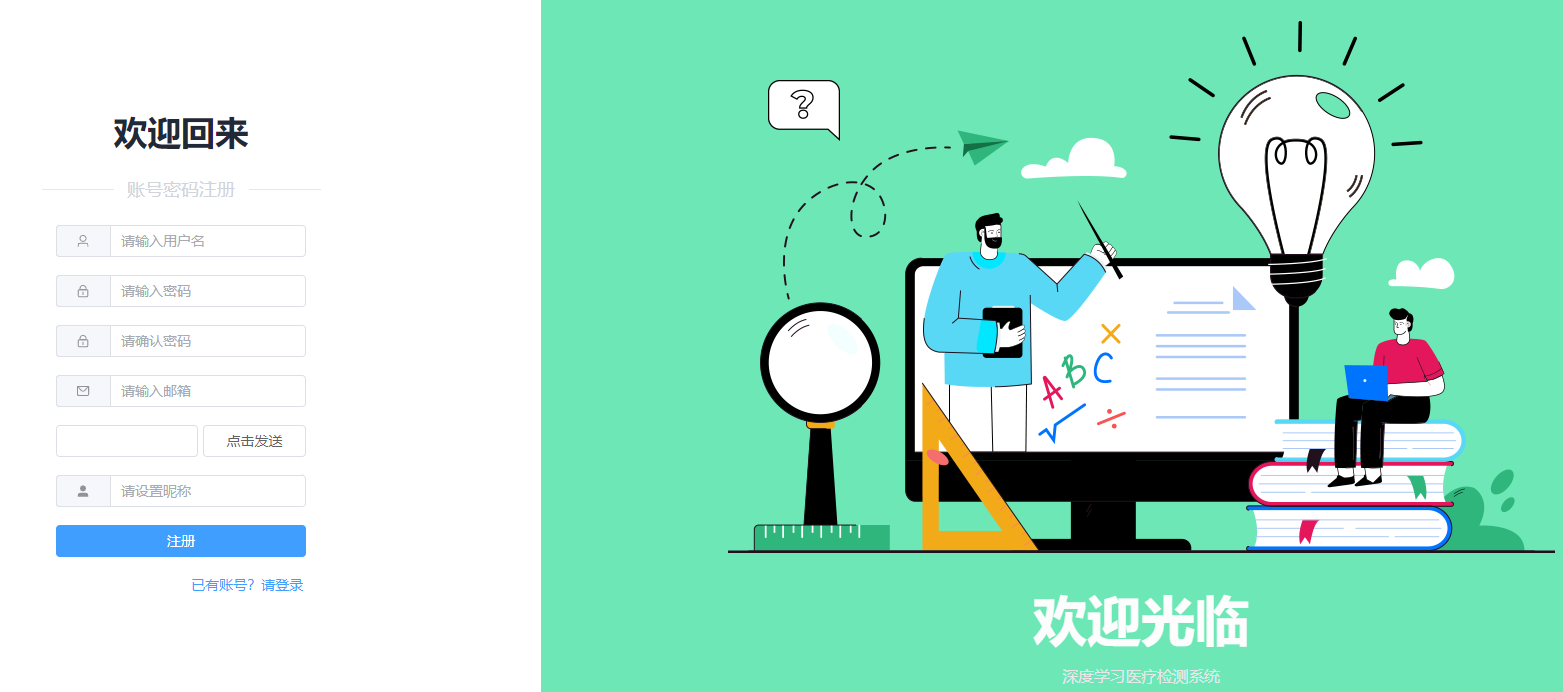 欢迎回来
账号密码注册
请输入用户名
请输入密码
请确认密码
请输入邮箱
点击发送
请设置昵称
注册
已有账号？请登录
?
A B C
欢迎光临
深度学习医疗检测系统